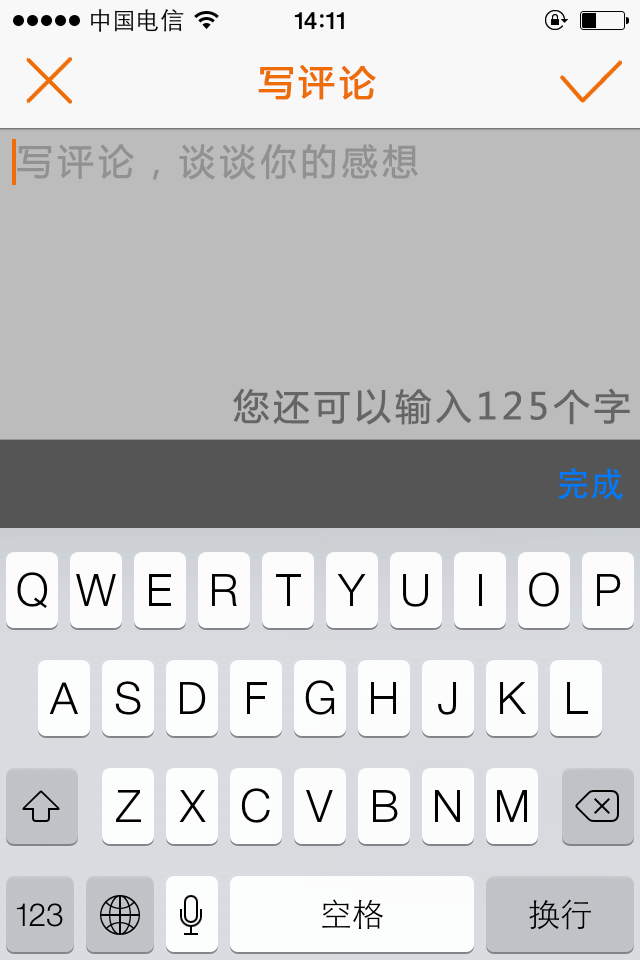 中国电信 14:11
写评论
写评论，谈谈你的感想
您还可以输入125个字
完成
Q W E R T Y U I O P
A S D F G H J K L
Z X C V B N M
123 空格 换行